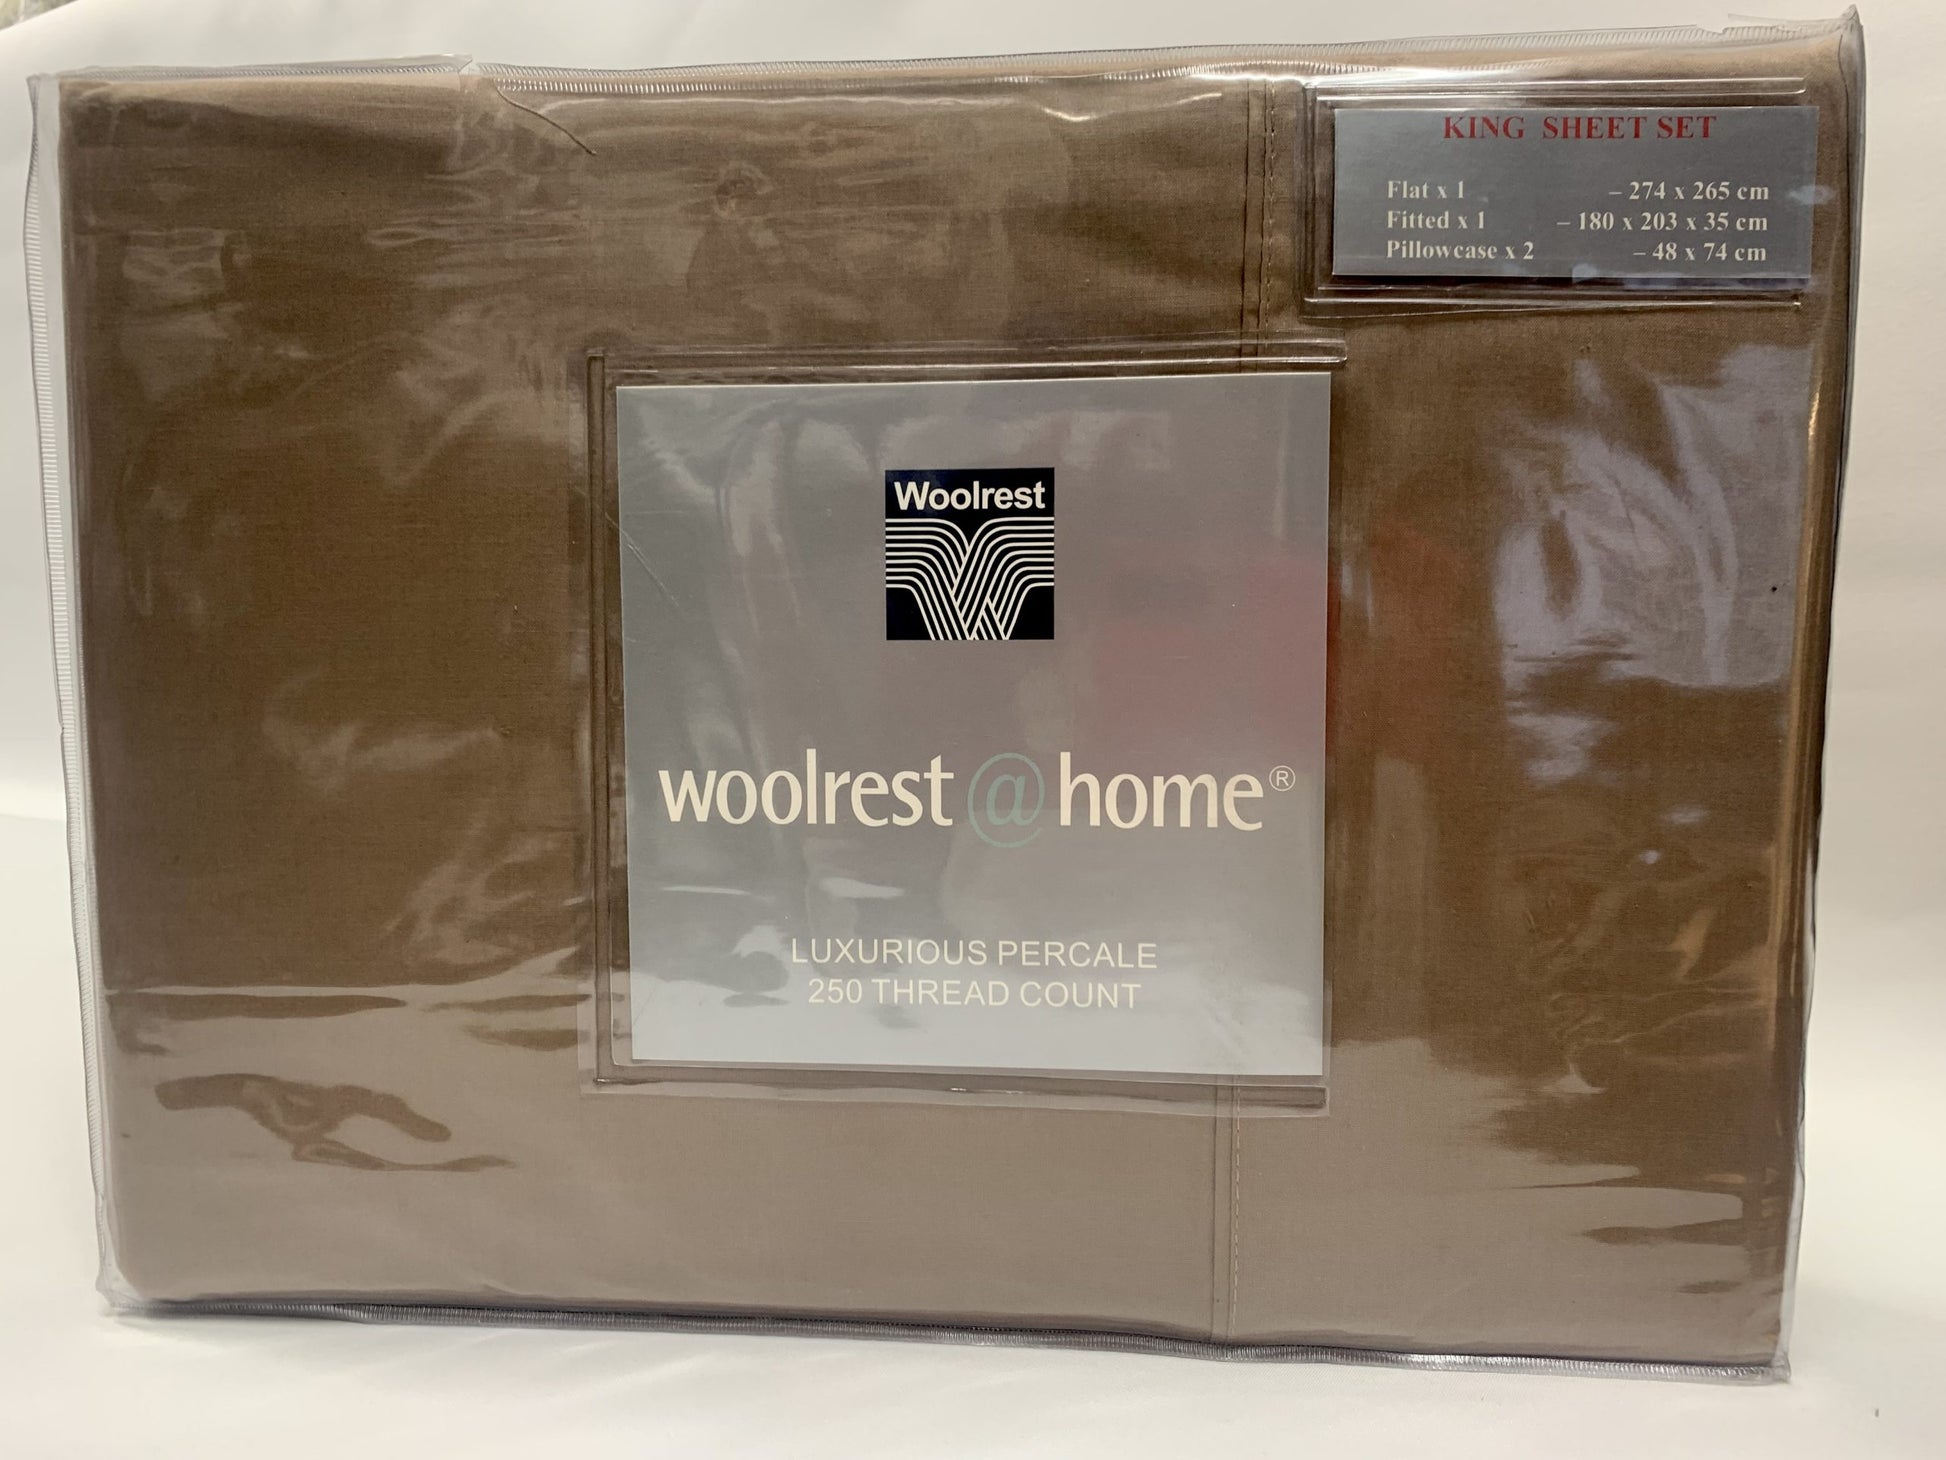 KING SHEET SET
Flat x 1 – 274 x 265 cm
Fitted x 1 – 180 x 203 x 35 cm
Pillowcase x 2 – 48 x 74 cm
Woolrest
woolrest @ home®
LUXURIOUS PERCALE
250 THREAD COUNT